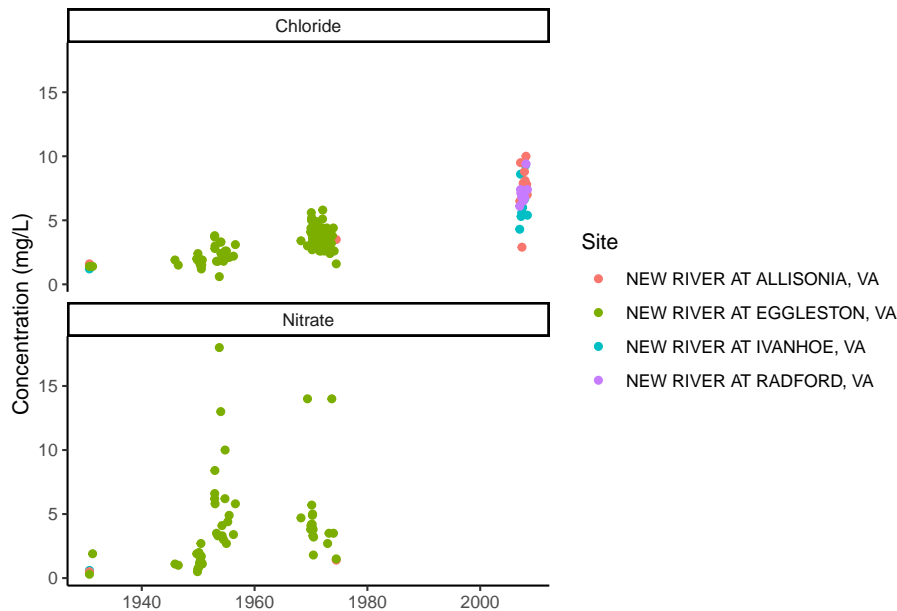 Chloride
15
10
5
0
Nitrate
15
10
5
0
1940 1960 1980 2000
Concentration (mg/L)
Site
NEW RIVER AT ALLISONIA, VA
NEW RIVER AT EGGLESTON, VA
NEW RIVER AT IVANHOE, VA
NEW RIVER AT RADFORD, VA